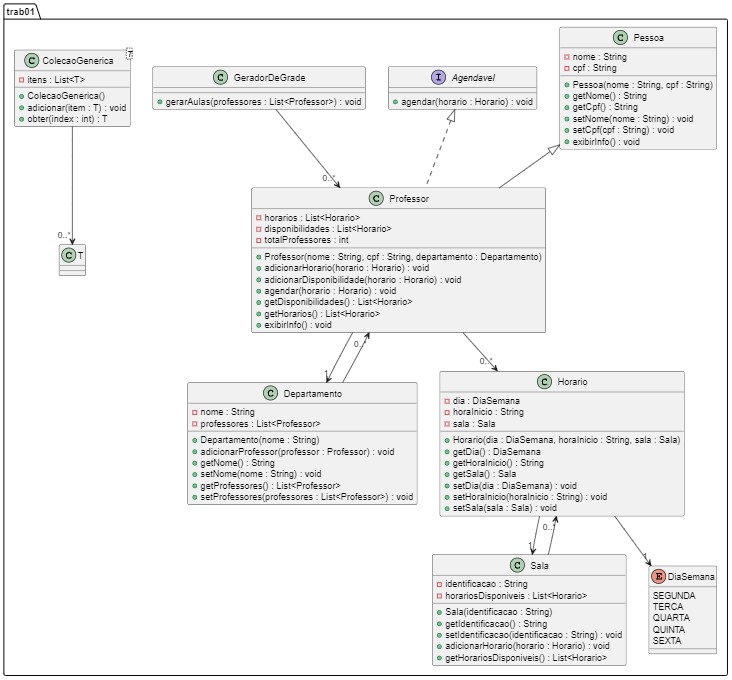 trab01
C Pessoa
nome : String
cpf : String
Pessoa(nome : String, cpf : String)
getNome() : String
getCpf() : String
setNome(nome : String) : void
setCpf(cpf : String) : void
exibirInfo() : void
C ColecaoGenerica
T
itens : List<T>
ColecaoGenerica()
adicionar(item : T) : void
obter(index : int) : T
C GeradorDeGrade
gerarAulas(professores : List<Professor>) : void
I Agendavel
agendar(horario : Horario) : void
0..*
0..*
C T
C Professor
horarios : List<Horario>
disponibilidades : List<Horario>
totalProfessores : int
Professor(nome : String, cpf : String, departamento : Departamento)
adicionarHorario(horario : Horario) : void
adicionarDisponibilidade(horario : Horario) : void
agendar(horario : Horario) : void
getDisponibilidades() : List<Horario>
getHorarios() : List<Horario>
exibirInfo() : void
0..*
1
0..*
C Departamento
nome : String
professores : List<Professor>
Departamento(nome : String)
adicionarProfessor(professor : Professor) : void
getNome() : String
setNome(nome : String) : void
getProfessores() : List<Professor>
setProfessores(professores : List<Professor>) : void
C Horario
dia : DiaSemana
horaInicio : String
sala : Sala
Horario(dia : DiaSemana, horaInicio : String, sala : Sala)
getDia() : DiaSemana
getHoraInicio() : String
getSala() : Sala
setDia(dia : DiaSemana) : void
setHoraInicio(horaInicio : String) : void
setSala(sala : Sala) : void
0..*
1
1
C Sala
identificacao : String
horariosDisponiveis : List<Horario>
Sala(identificacao : String)
getIdentificacao() : String
setIdentificacao(identificacao : String) : void
adicionarHorario(horario : Horario) : void
getHorariosDisponiveis() : List<Horario>
E DiaSemana
SEGUNDA
TERCA
QUARTA
QUINTA
SEXTA